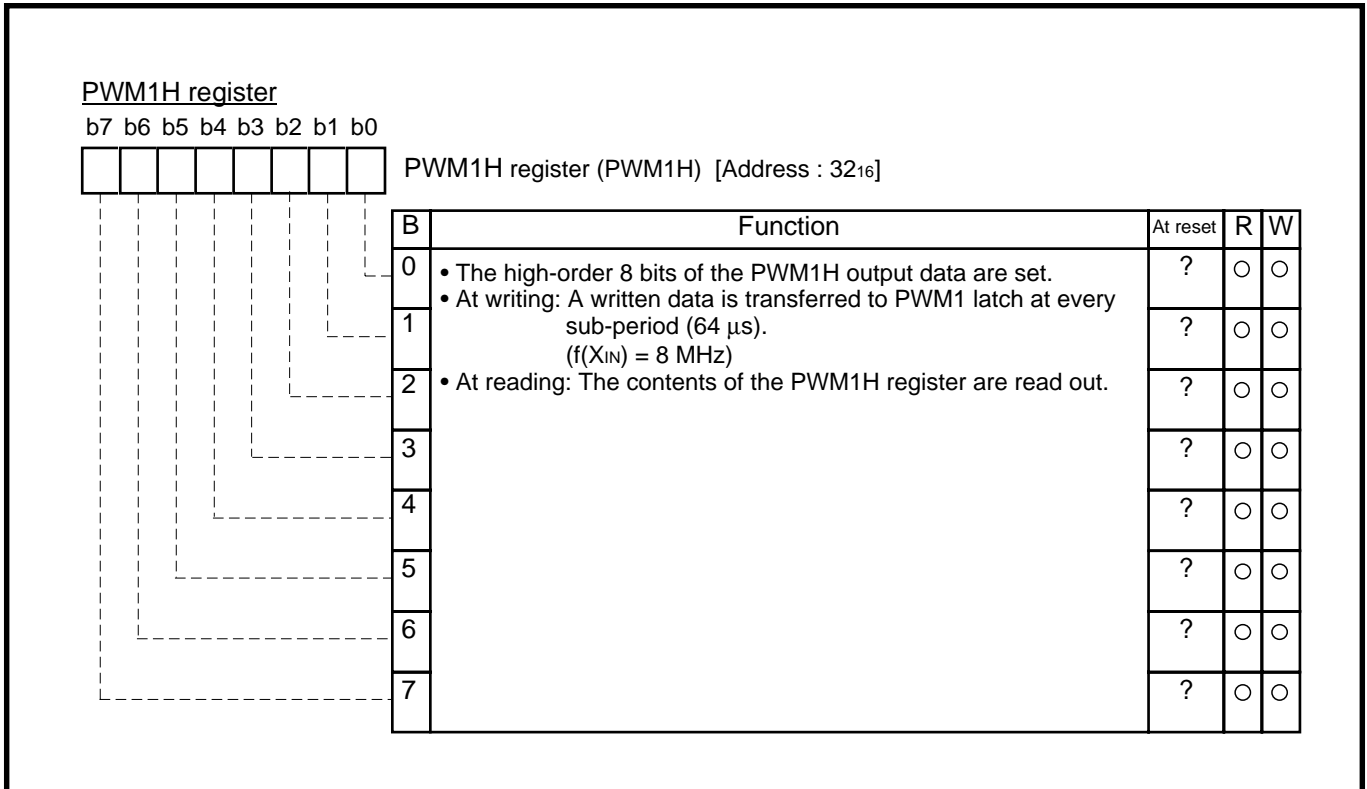 PWM1H register
b7 b6 b5 b4 b3 b2 b1 b0
PWM1H register (PWM1H) [Address : 3216]
B Function At reset R W
0 • The high-order 8 bits of the PWM1H output data are set. ? ○ ○
• At writing: A written data is transferred to PWM1 latch at every
1 sub-period (64 μs). ? ○ ○
(f(XIN) = 8 MHz)
2 • At reading: The contents of the PWM1H register are read out. ? ○ ○
3 ? ○ ○
4 ? ○ ○
5 ? ○ ○
6 ? ○ ○
7 ? ○ ○